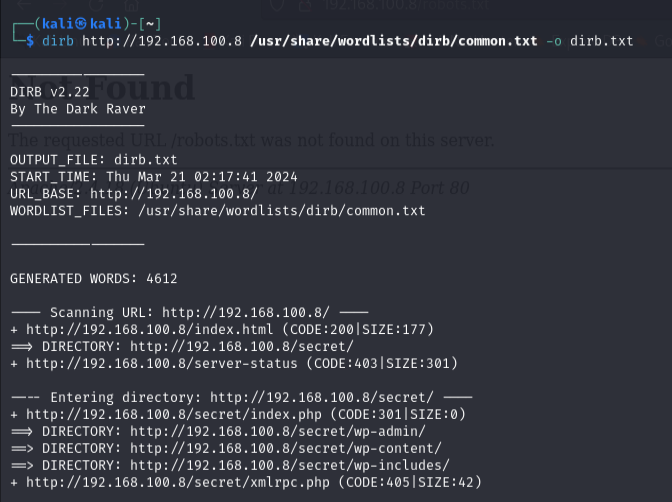 192.168.100.8
┌──(kali㉿kali)-[~]
└─$ dirb http://192.168.100.8 /usr/share/wordlists/dirb/common.txt -o dirb.txt
-----------------
Not Found
DIRB v2.22
By The Dark Raver
-----------------
The requested URL /robots.txt was not found on this server.
OUTPUT_FILE: dirb.txt
START_TIME: Thu Mar 21 02:17:41 2024
Server at 192.168.100.8 Port 80
URL_BASE: http://192.168.100.8/
WORDLIST_FILES: /usr/share/wordlists/dirb/common.txt
-----------------
GENERATED WORDS: 4612
---- Scanning URL: http://192.168.100.8/ ----
+ http://192.168.100.8/index.html (CODE:200|SIZE:177)
==> DIRECTORY: http://192.168.100.8/secret/
+ http://192.168.100.8/server-status (CODE:403|SIZE:301)
---- Entering directory: http://192.168.100.8/secret/ ----
+ http://192.168.100.8/secret/index.php (CODE:301|SIZE:0)
==> DIRECTORY: http://192.168.100.8/secret/wp-admin/
==> DIRECTORY: http://192.168.100.8/secret/wp-content/
==> DIRECTORY: http://192.168.100.8/secret/wp-includes/
+ http://192.168.100.8/secret/xmlrpc.php (CODE:405|SIZE:42)